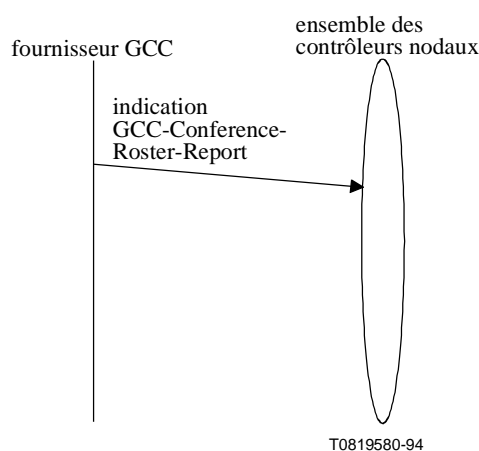 fournisseur GCC
ensemble des
contrôleurs nodaux
indication
GCC-Conference-
Roster-Report
T0819580-94